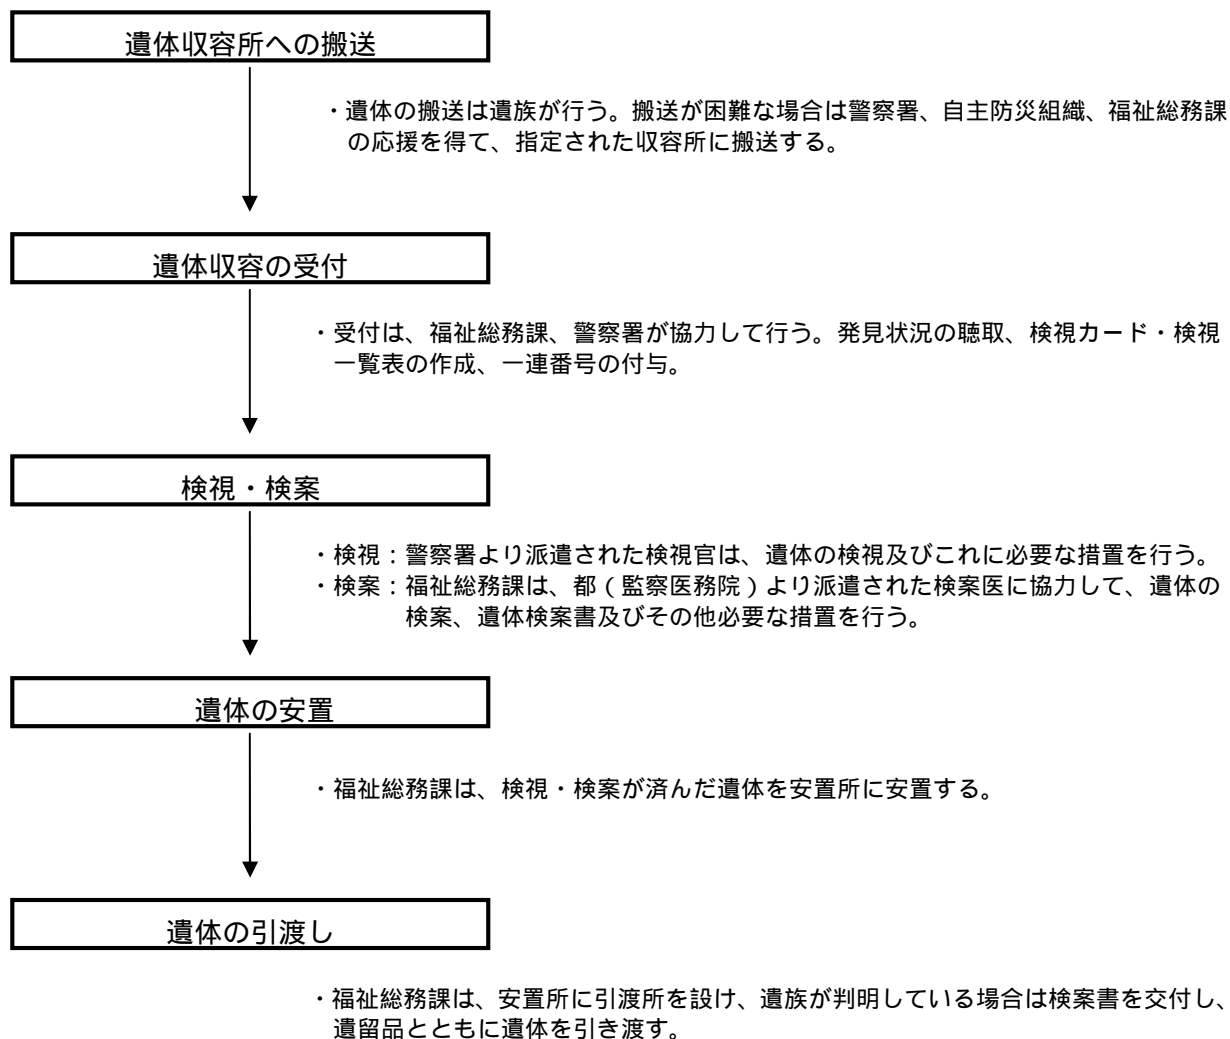 遺体収容所への搬送
・遺体の搬送は遺族が行う。搬送が困難な場合は警察署、自主防災組織、福祉総務課
の応援を得て、指定された収容所に搬送する。
遺体収容の受付
・受付は、福祉総務課、警察署が協力して行う。発見状況の聴取、検視カード・検視
一覧表の作成、一連番号の付与。
検視・検案
・検視：警察署より派遣された検視官は、遺体の検視及びこれに必要な措置を行う。
・検案：福祉総務課は、都（監察医務院）より派遣された検案医に協力して、遺体の
検案、遺体検案書及びその他必要な措置を行う。
遺体の安置
・福祉総務課は、検視・検案が済んだ遺体を安置所に安置する。
遺体の引渡し
・福祉総務課は、安置所に引渡所を設け、遺族が判明している場合は検案書を交付し、
遺留品とともに遺体を引き渡す。